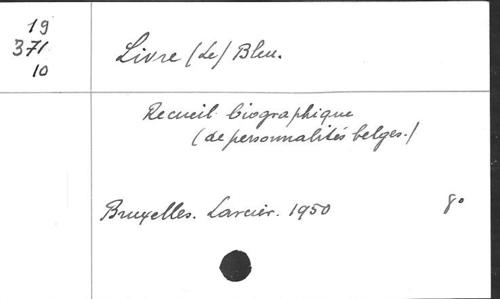 19
371
10
Livre (Le) Bleu.
Recueil biographique
(de personnalités belges.)
Bruxelles. Larcier. 1950 8°